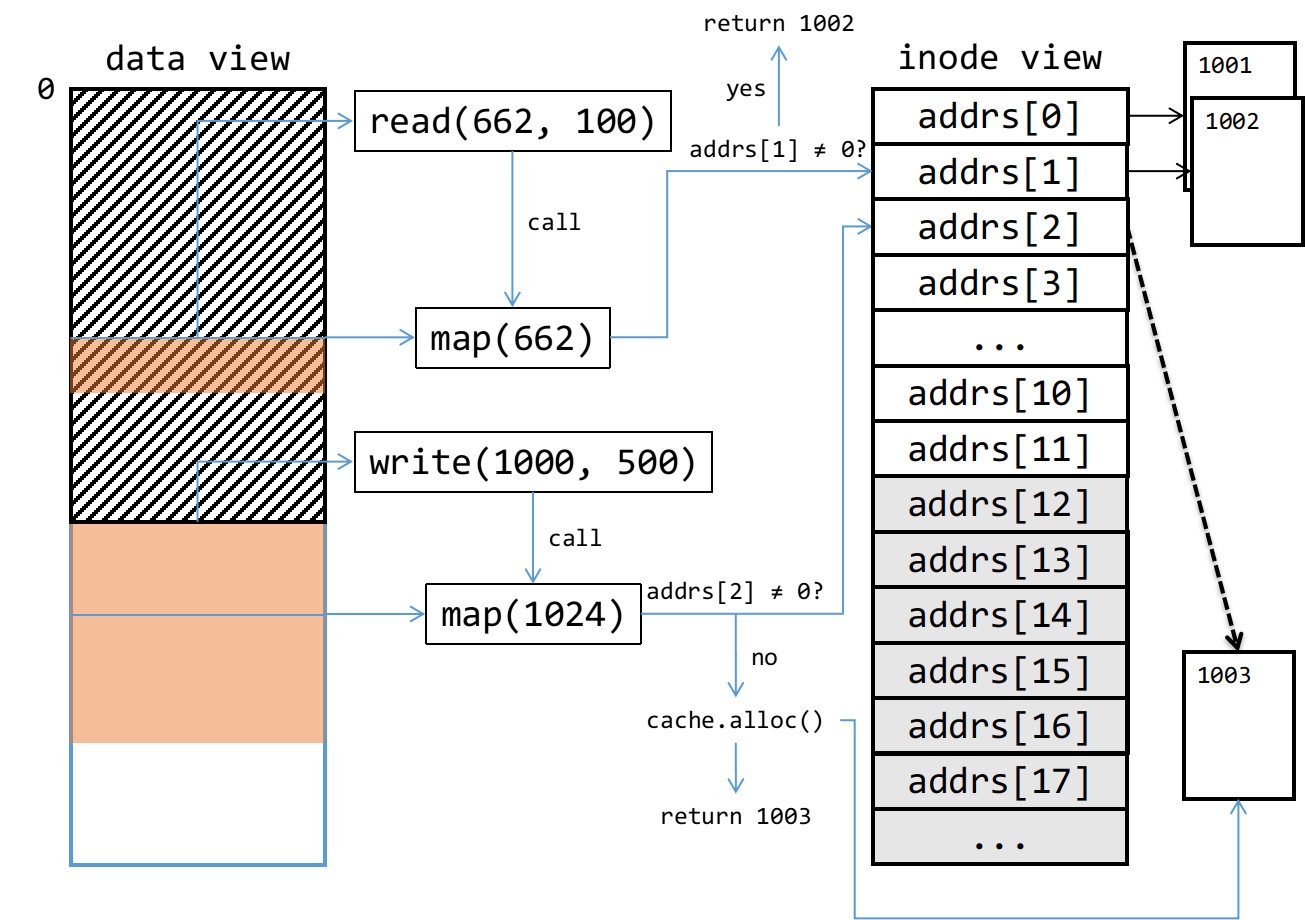 data view
0
read(662, 100)
call
map(662)
write(1000, 500)
call
map(1024)
return 1002
yes
addrs[1] ≠ 0?
addrs[2] ≠ 0?
no
cache.alloc()
return 1003
inode view
addrs[0]
addrs[1]
addrs[2]
addrs[3]
...
addrs[10]
addrs[11]
addrs[12]
addrs[13]
addrs[14]
addrs[15]
addrs[16]
addrs[17]
...
1001
1002
1003